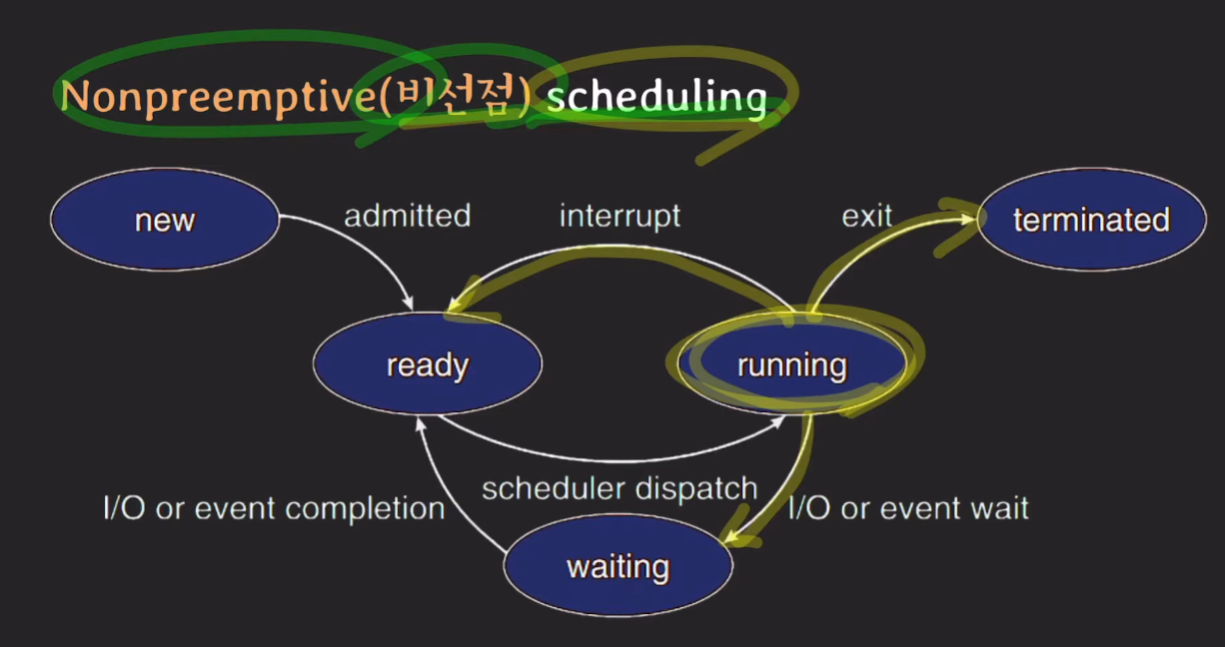 Nonpreemptive(비선점) scheduling
new
admitted
interrupt
exit
terminated
ready
running
scheduler dispatch
I/O or event completion
I/O or event wait
waiting